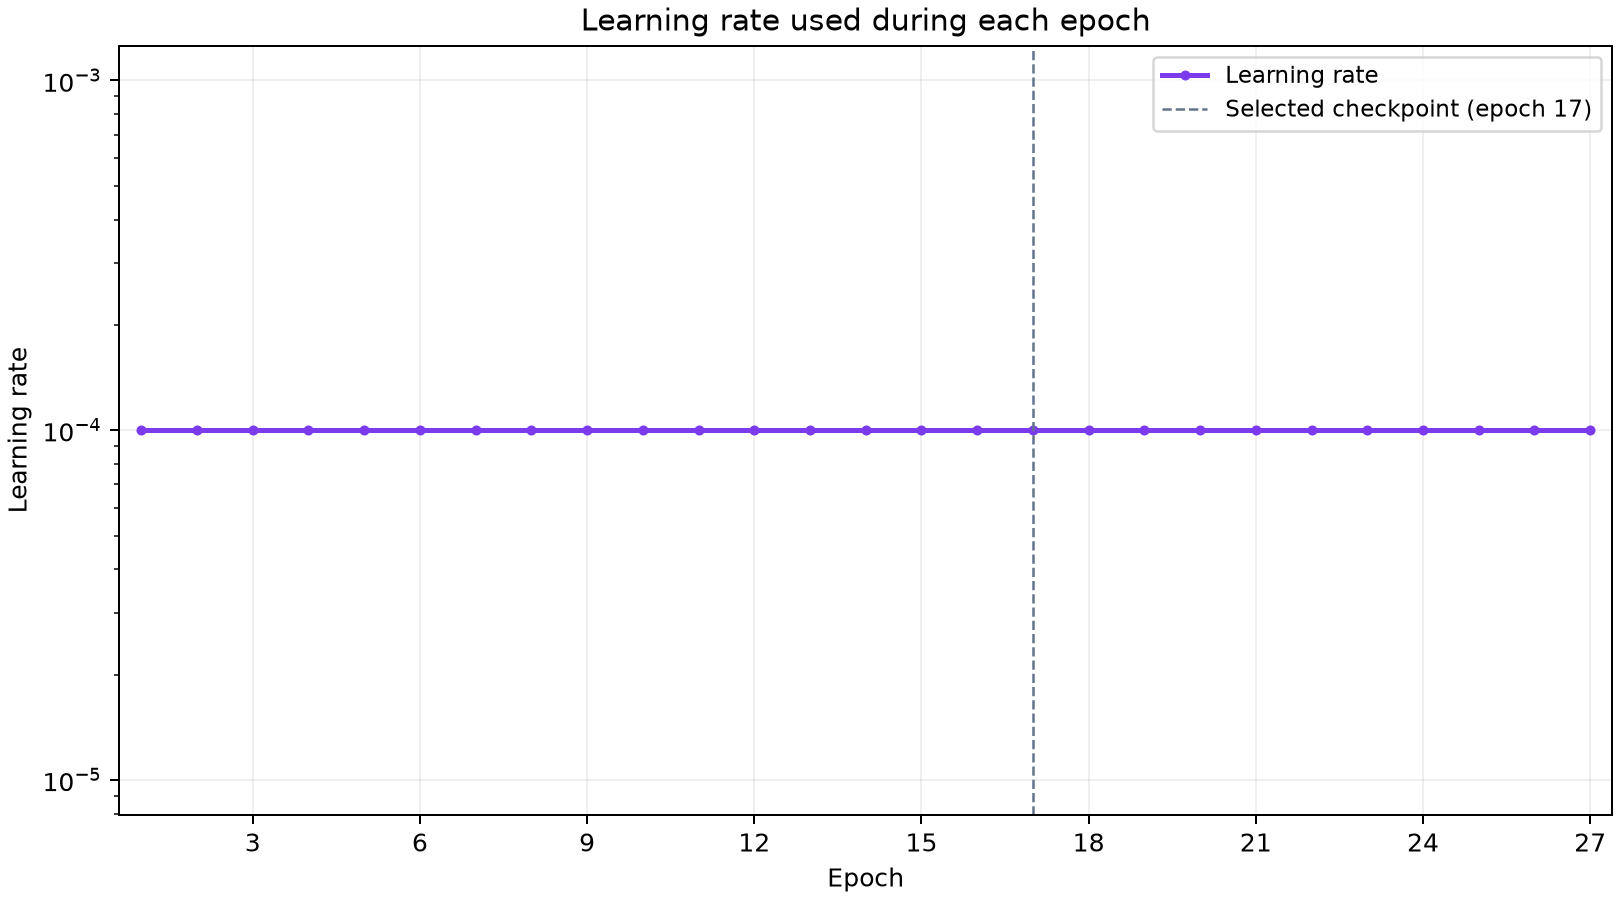 Learning rate used during each epoch
Learning rate
Selected checkpoint (epoch 17)
10⁻³
10⁻⁴
10⁻⁵
Learning rate
3 6 9 12 15 18 21 24 27
Epoch